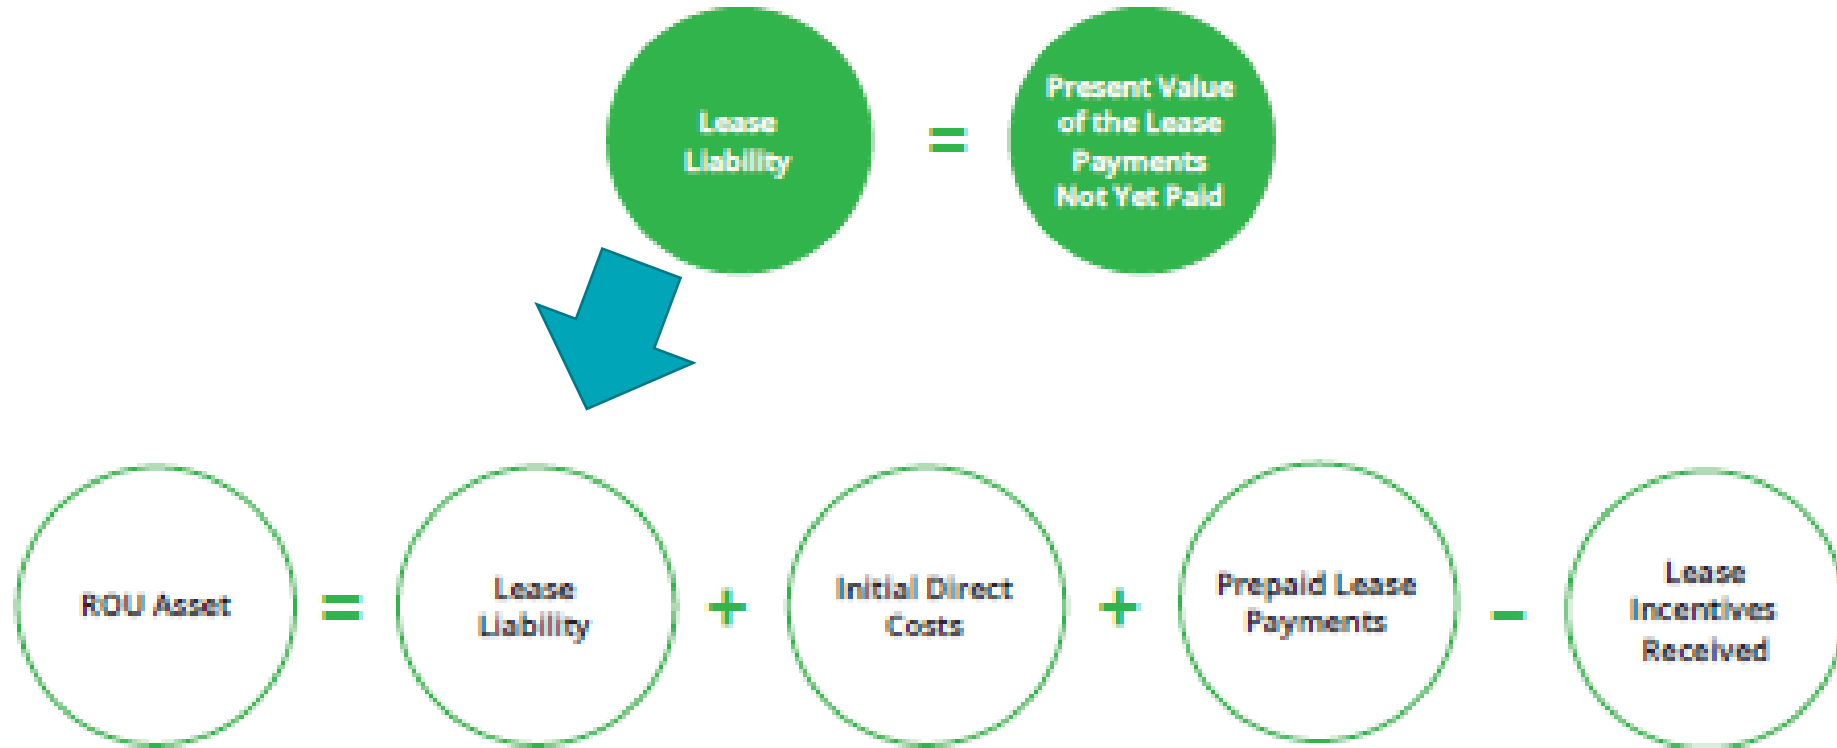 Lease
Liability
=
Present Value
of the Lease
Payments
Not Yet Paid
ROU Asset
=
Lease
Liability
+
Initial Direct
Costs
+
Prepaid Lease
Payments
-
Lease
Incentives
Received